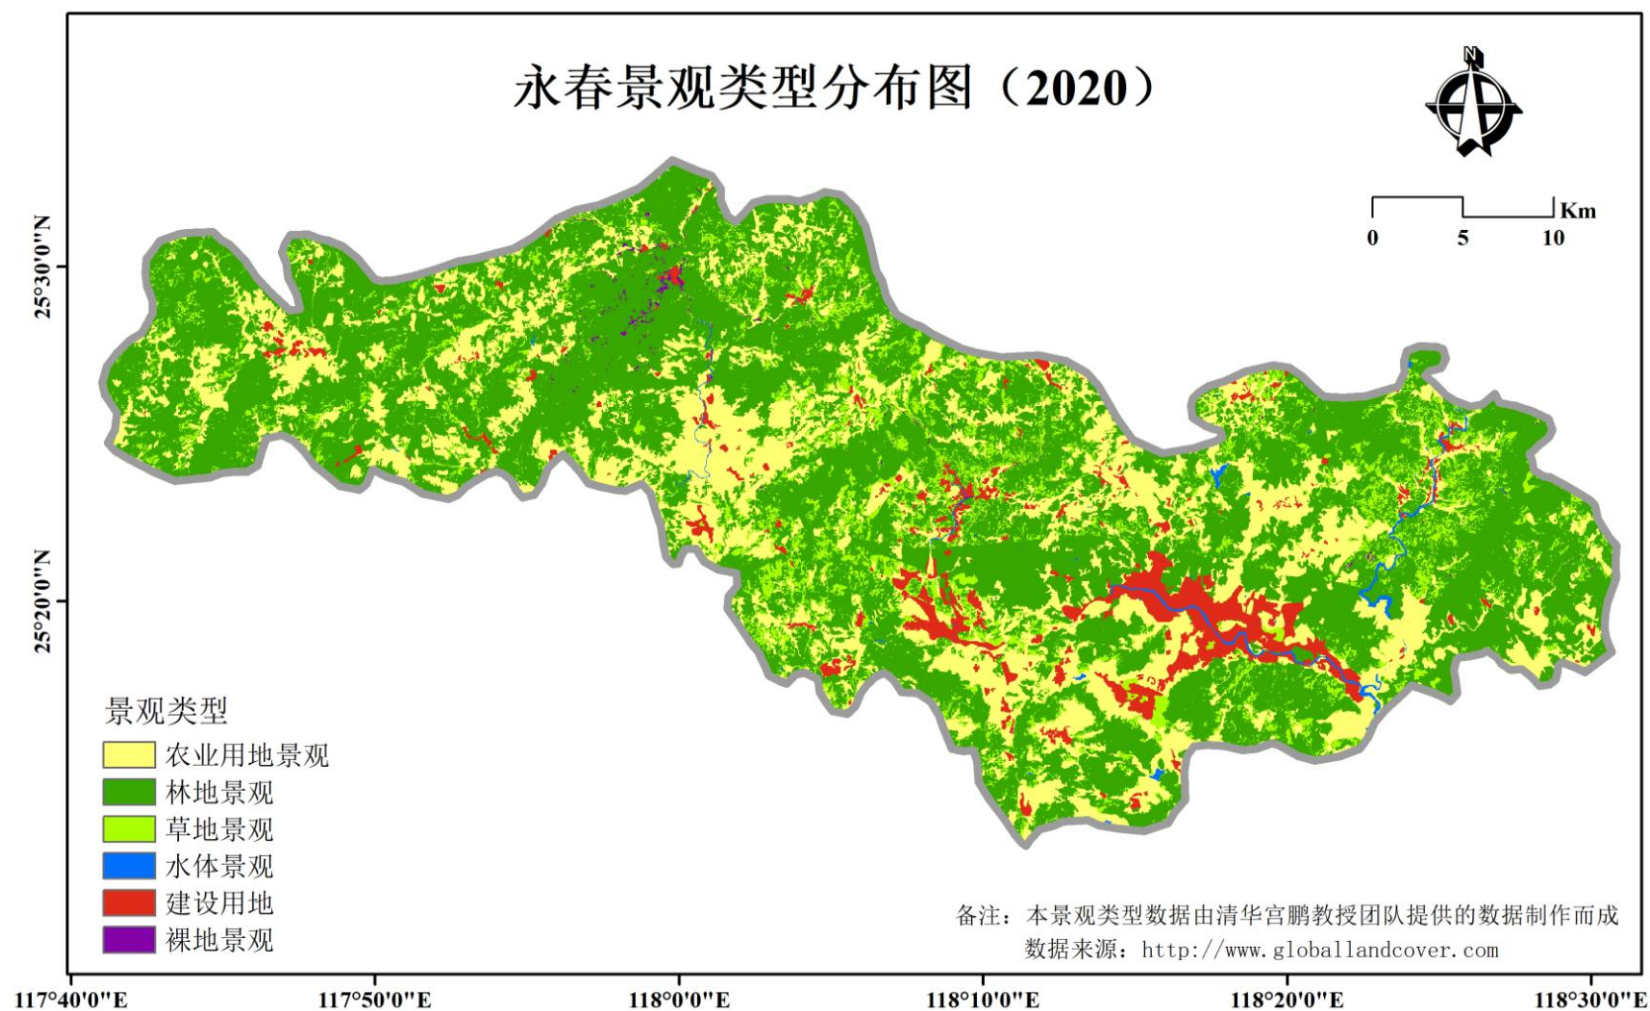 永春景观类型分布图（2020）
N
Km
0 5 10
25°30'0"N
25°20'0"N
景观类型
农业用地景观
林地景观
草地景观
水体景观
建设用地
裸地景观
备注：本景观类型数据由清华宫鹏教授团队提供的数据制作而成
数据来源：http://www.globallandcover.com
117°40'0"E 117°50'0"E 118°0'0"E 118°10'0"E 118°20'0"E 118°30'0"E